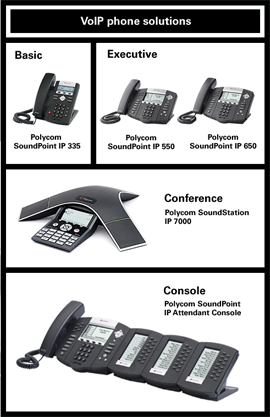 VoIP phone solutions
Basic
Polycom
SoundPoint IP 335
Executive
Polycom
SoundPoint IP 550
Polycom
SoundPoint IP 650
Conference
Polycom SoundStation
IP 7000
Console
Polycom SoundPoint
IP Attendant Console